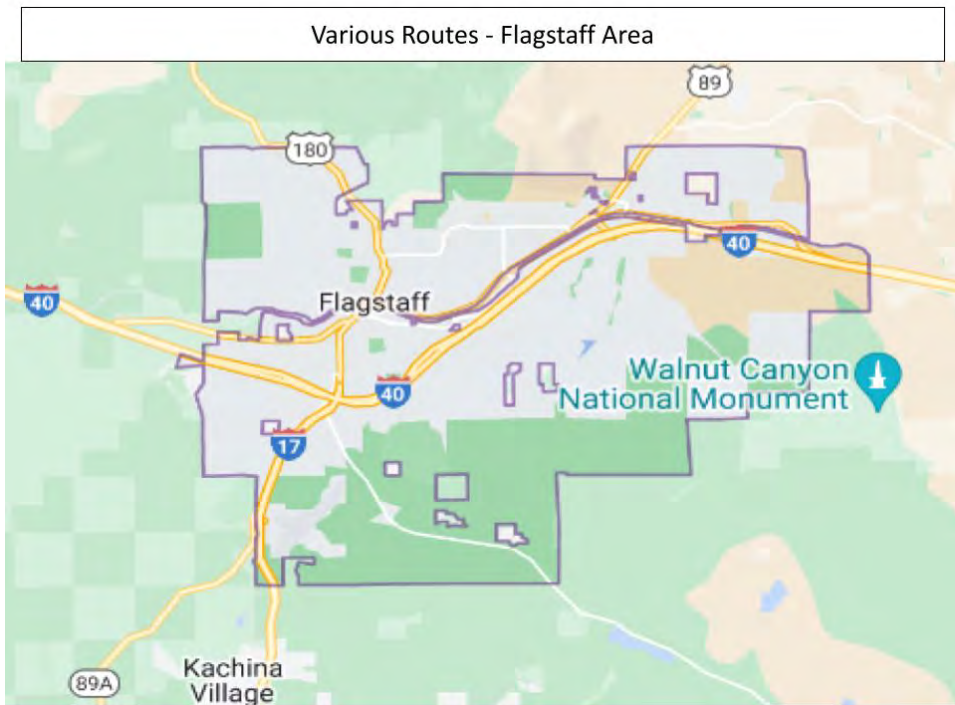 Various Routes - Flagstaff Area
89
180
40
40
Flagstaff
Walnut Canyon
National Monument
40
17
Kachina
Village
89A